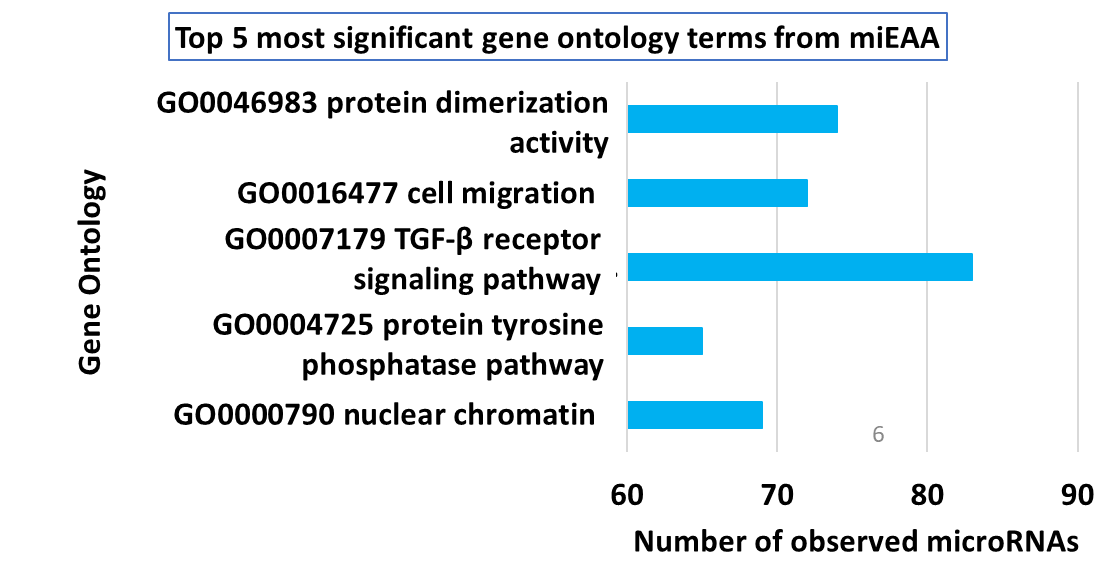 Top 5 most significant gene ontology terms from miEAA
Gene Ontology
GO0046983 protein dimerization
activity
GO0016477 cell migration
GO0007179 TGF-β receptor
signaling pathway
GO0004725 protein tyrosine
phosphatase pathway
GO0000790 nuclear chromatin
6
60 70 80 90
Number of observed microRNAs